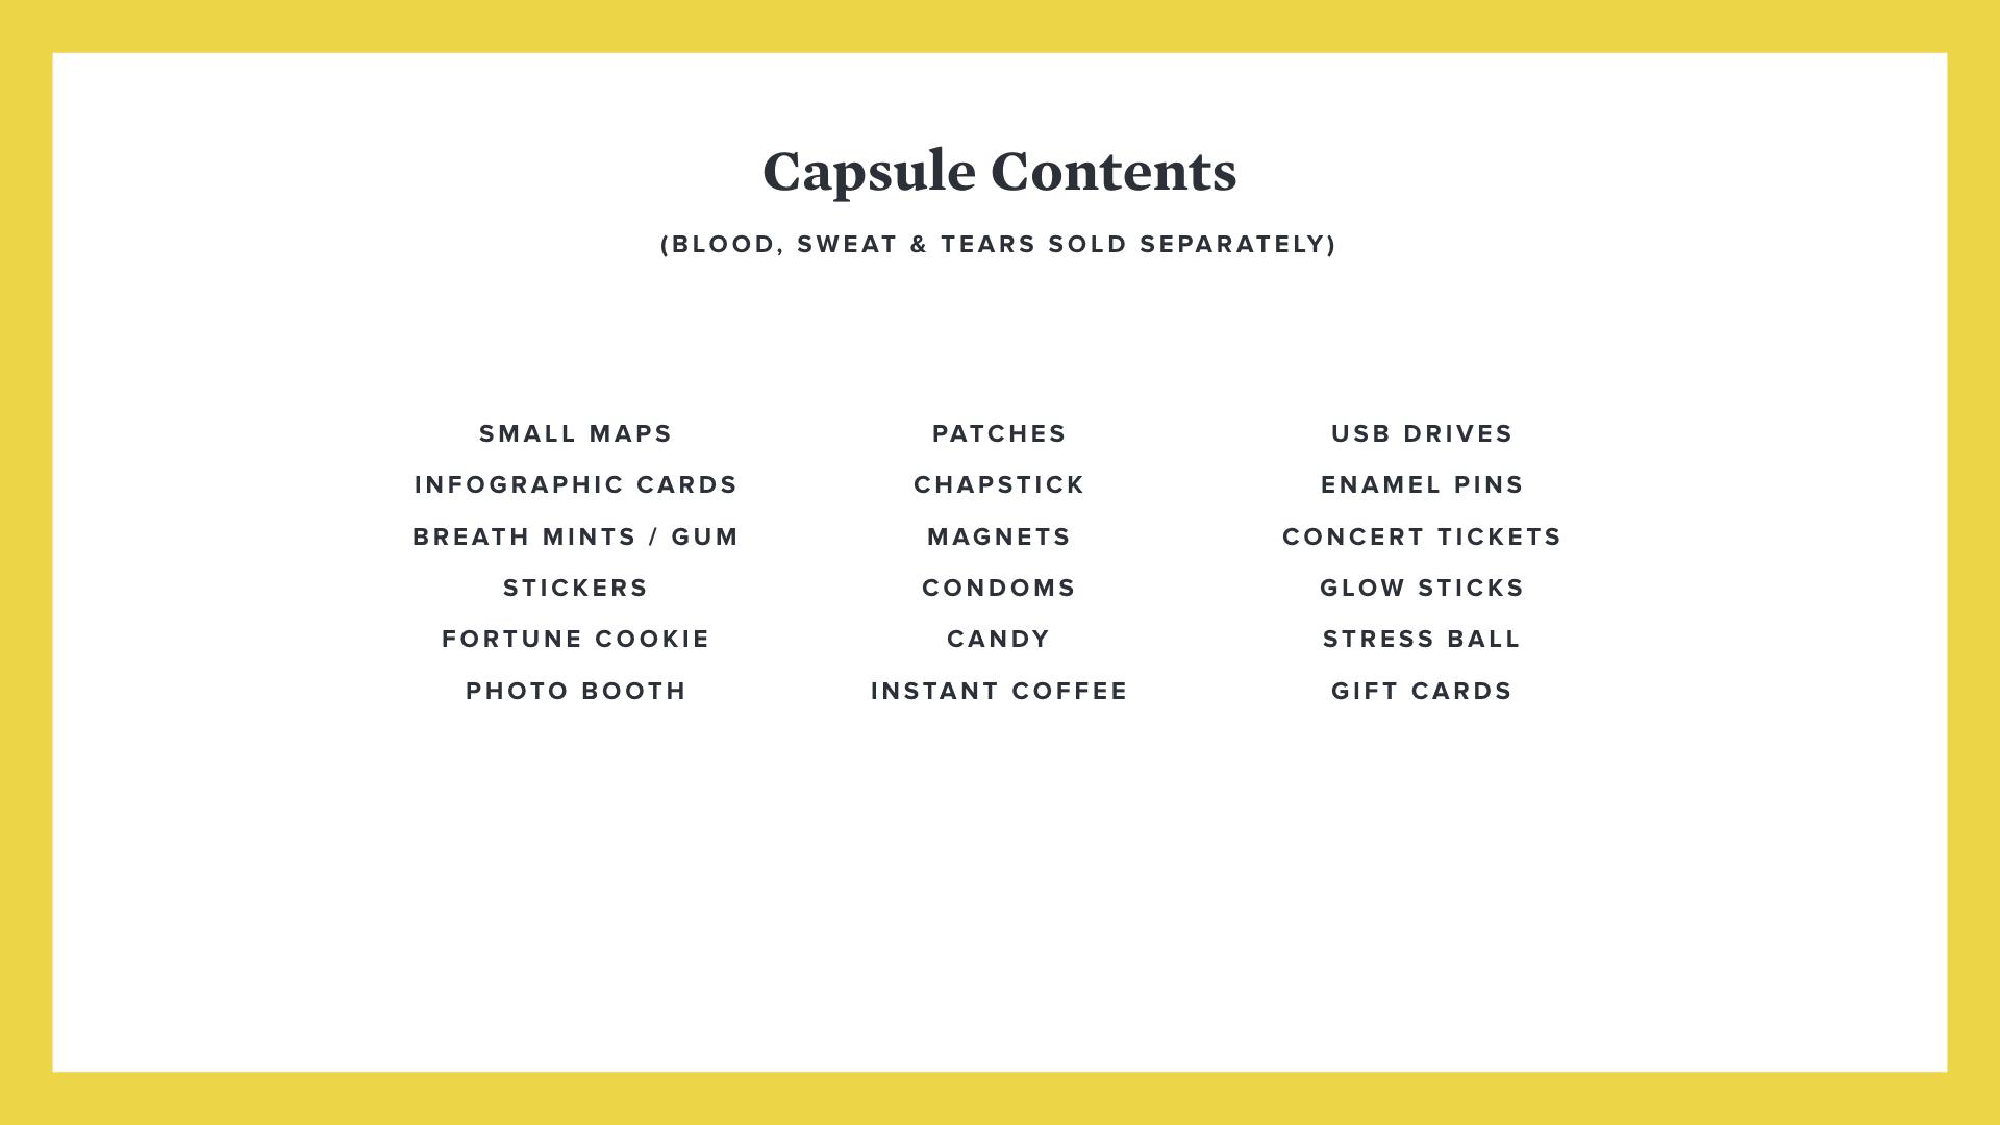 Capsule Contents
(BLOOD, SWEAT & TEARS SOLD SEPARATELY)
SMALL MAPS
INFOGRAPHIC CARDS
BREATH MINTS / GUM
STICKERS
FORTUNE COOKIE
PHOTO BOOTH
PATCHES
CHAPSTICK
MAGNETS
CONDOMS
CANDY
INSTANT COFFEE
USB DRIVES
ENAMEL PINS
CONCERT TICKETS
GLOW STICKS
STRESS BALL
GIFT CARDS